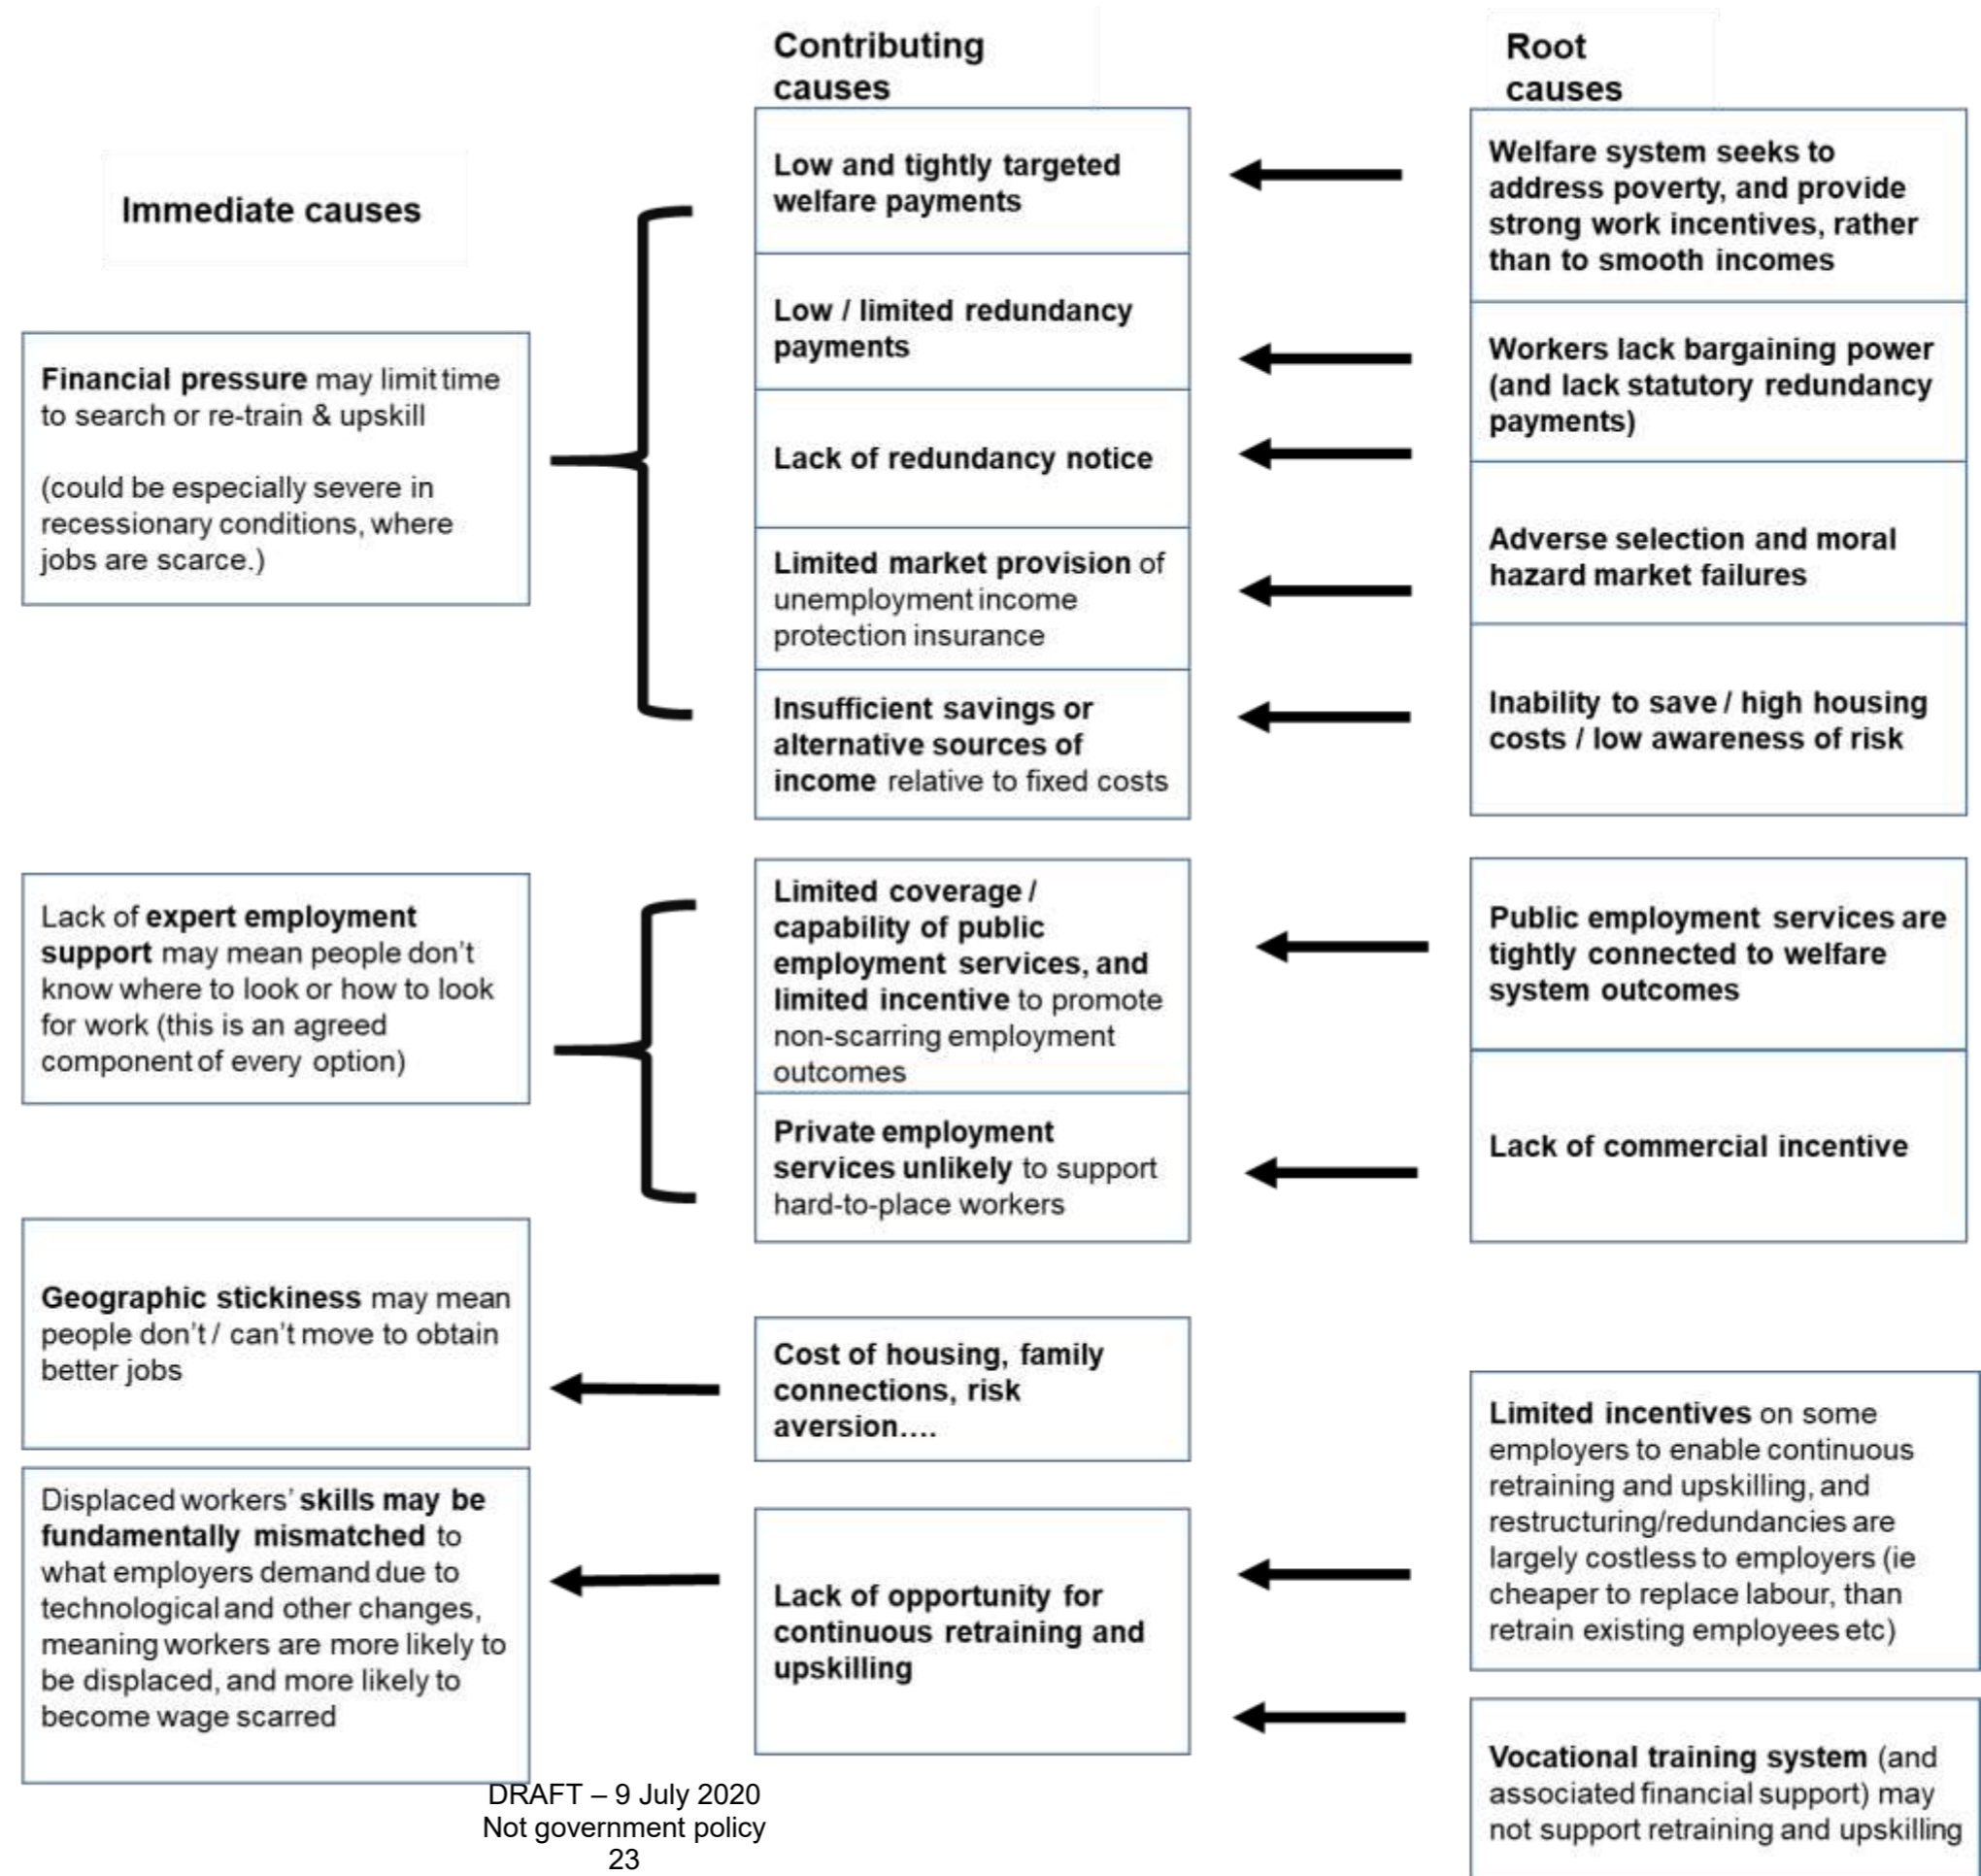 Contributing
causes
Root
causes
Immediate causes
Low and tightly targeted
welfare payments
Welfare system seeks to
address poverty, and provide
strong work incentives, rather
than to smooth incomes
Low / limited redundancy
payments
Workers lack bargaining power
(and lack statutory redundancy
payments)
Financial pressure may limit time
to search or re-train & upskill
(could be especially severe in
recessionary conditions, where
jobs are scarce.)
Lack of redundancy notice
Adverse selection and moral
hazard market failures
Limited market provision of
unemployment income
protection insurance
Insufficient savings or
alternative sources of
income relative to fixed costs
Inability to save / high housing
costs / low awareness of risk
Lack of expert employment
support may mean people don't
know where to look or how to look
for work (this is an agreed
component of every option)
Limited coverage /
capability of public
employment services, and
limited incentive to promote
non-scarring employment
outcomes
Public employment services are
tightly connected to welfare
system outcomes
Private employment
services unlikely to support
hard-to-place workers
Lack of commercial incentive
Geographic stickiness may mean
people don't / can't move to obtain
better jobs
Cost of housing, family
connections, risk
aversion....
Limited incentives on some
employers to enable continuous
retraining and upskilling, and
restructuring/redundancies are
largely costless to employers (ie
cheaper to replace labour, than
retrain existing employees etc)
Displaced workers' skills may be
fundamentally mismatched to
what employers demand due to
technological and other changes,
meaning workers are more likely to
be displaced, and more likely to
become wage scarred
Lack of opportunity for
continuous retraining and
upskilling
Vocational training system (and
associated financial support) may
not support retraining and upskilling
DRAFT – 9 July 2020
Not government policy
23